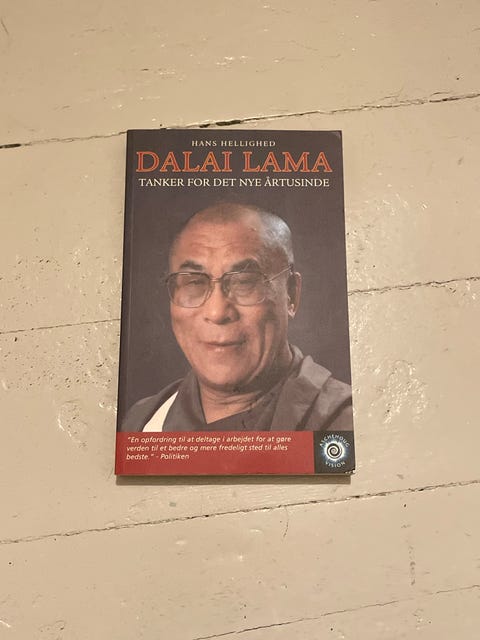 HANS HELLIGHED
DALAI LAMA
TANKER FOR DET NYE ÅRTUSINDE
"En opfordring til at deltage i arbejdet for at gøre
verden til et bedre og mere fredeligt sted til alles
bedste." - Politiken
ASCHEHOUG
VISION